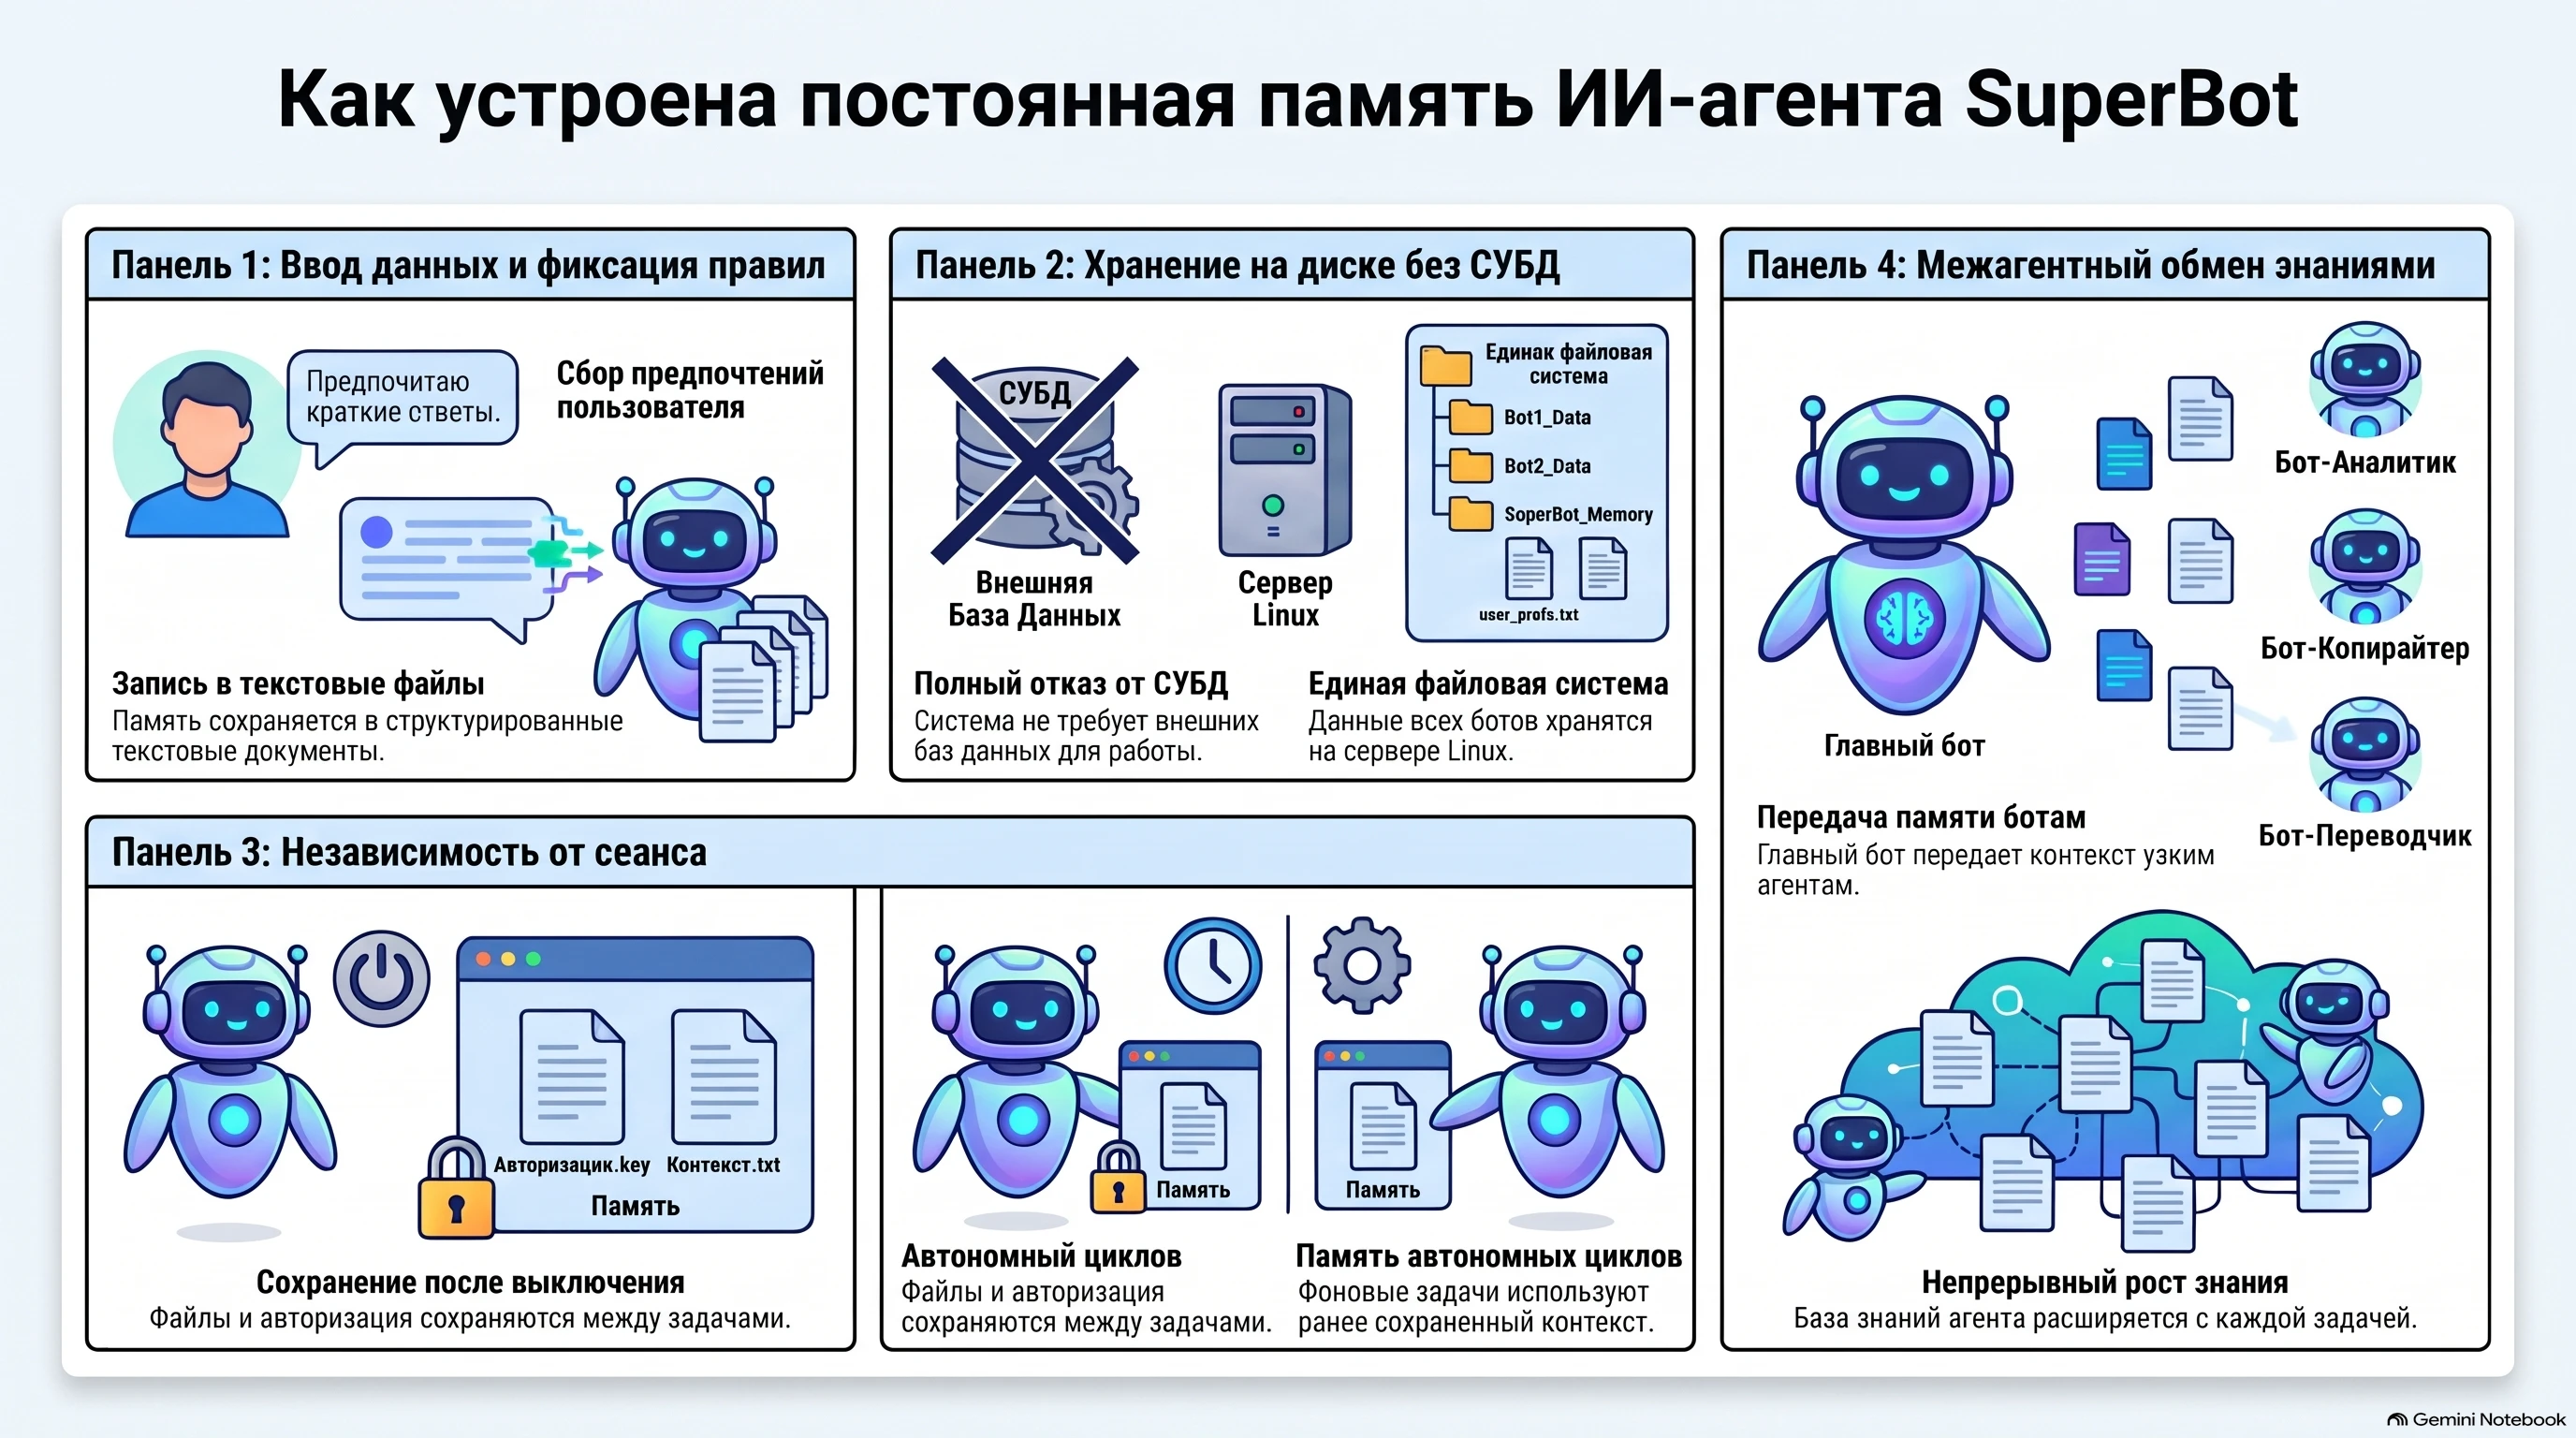 Как устроена постоянная память ИИ-агента SuperBot
Панель 1: Ввод данных и фиксация правил
Предпочитаю
краткие ответы.
Сбор предпочтений
пользователя
Запись в текстовые файлы
Память сохраняется в структурированные
текстовые документы.
Панель 2: Хранение на диске без СУБД
СУБД
Внешняя
База Данных
Сервер
Linux
Единак файловая
система
Bot1_Data
Bot2_Data
SoperBot_Memory
user_profs.txt
Полный отказ от СУБД
Система не требует внешних
баз данных для работы.
Единая файловая система
Данные всех ботов хранятся
на сервере Linux.
Панель 3: Независимость от сеанса
Авторизацик.key
Контекст.txt
Память
Сохранение после выключения
Файлы и авторизация сохраняются между задачами.
Память
Автономный циклов
Файлы и авторизация
сохраняются между задачами.
Память
Память автономных циклов
Фоновые задачи используют
ранее сохраненный контекст.
Панель 4: Межагентный обмен энаниями
Бот-Аналитик
Бот-Копирайтер
Бот-Переводчик
Главный бот
Передача памяти ботам
Главный бот передает контекст узким
агентам.
Непрерывный рост знания
База знаний агента расширяется с каждой задачей.
Gemini Notebook